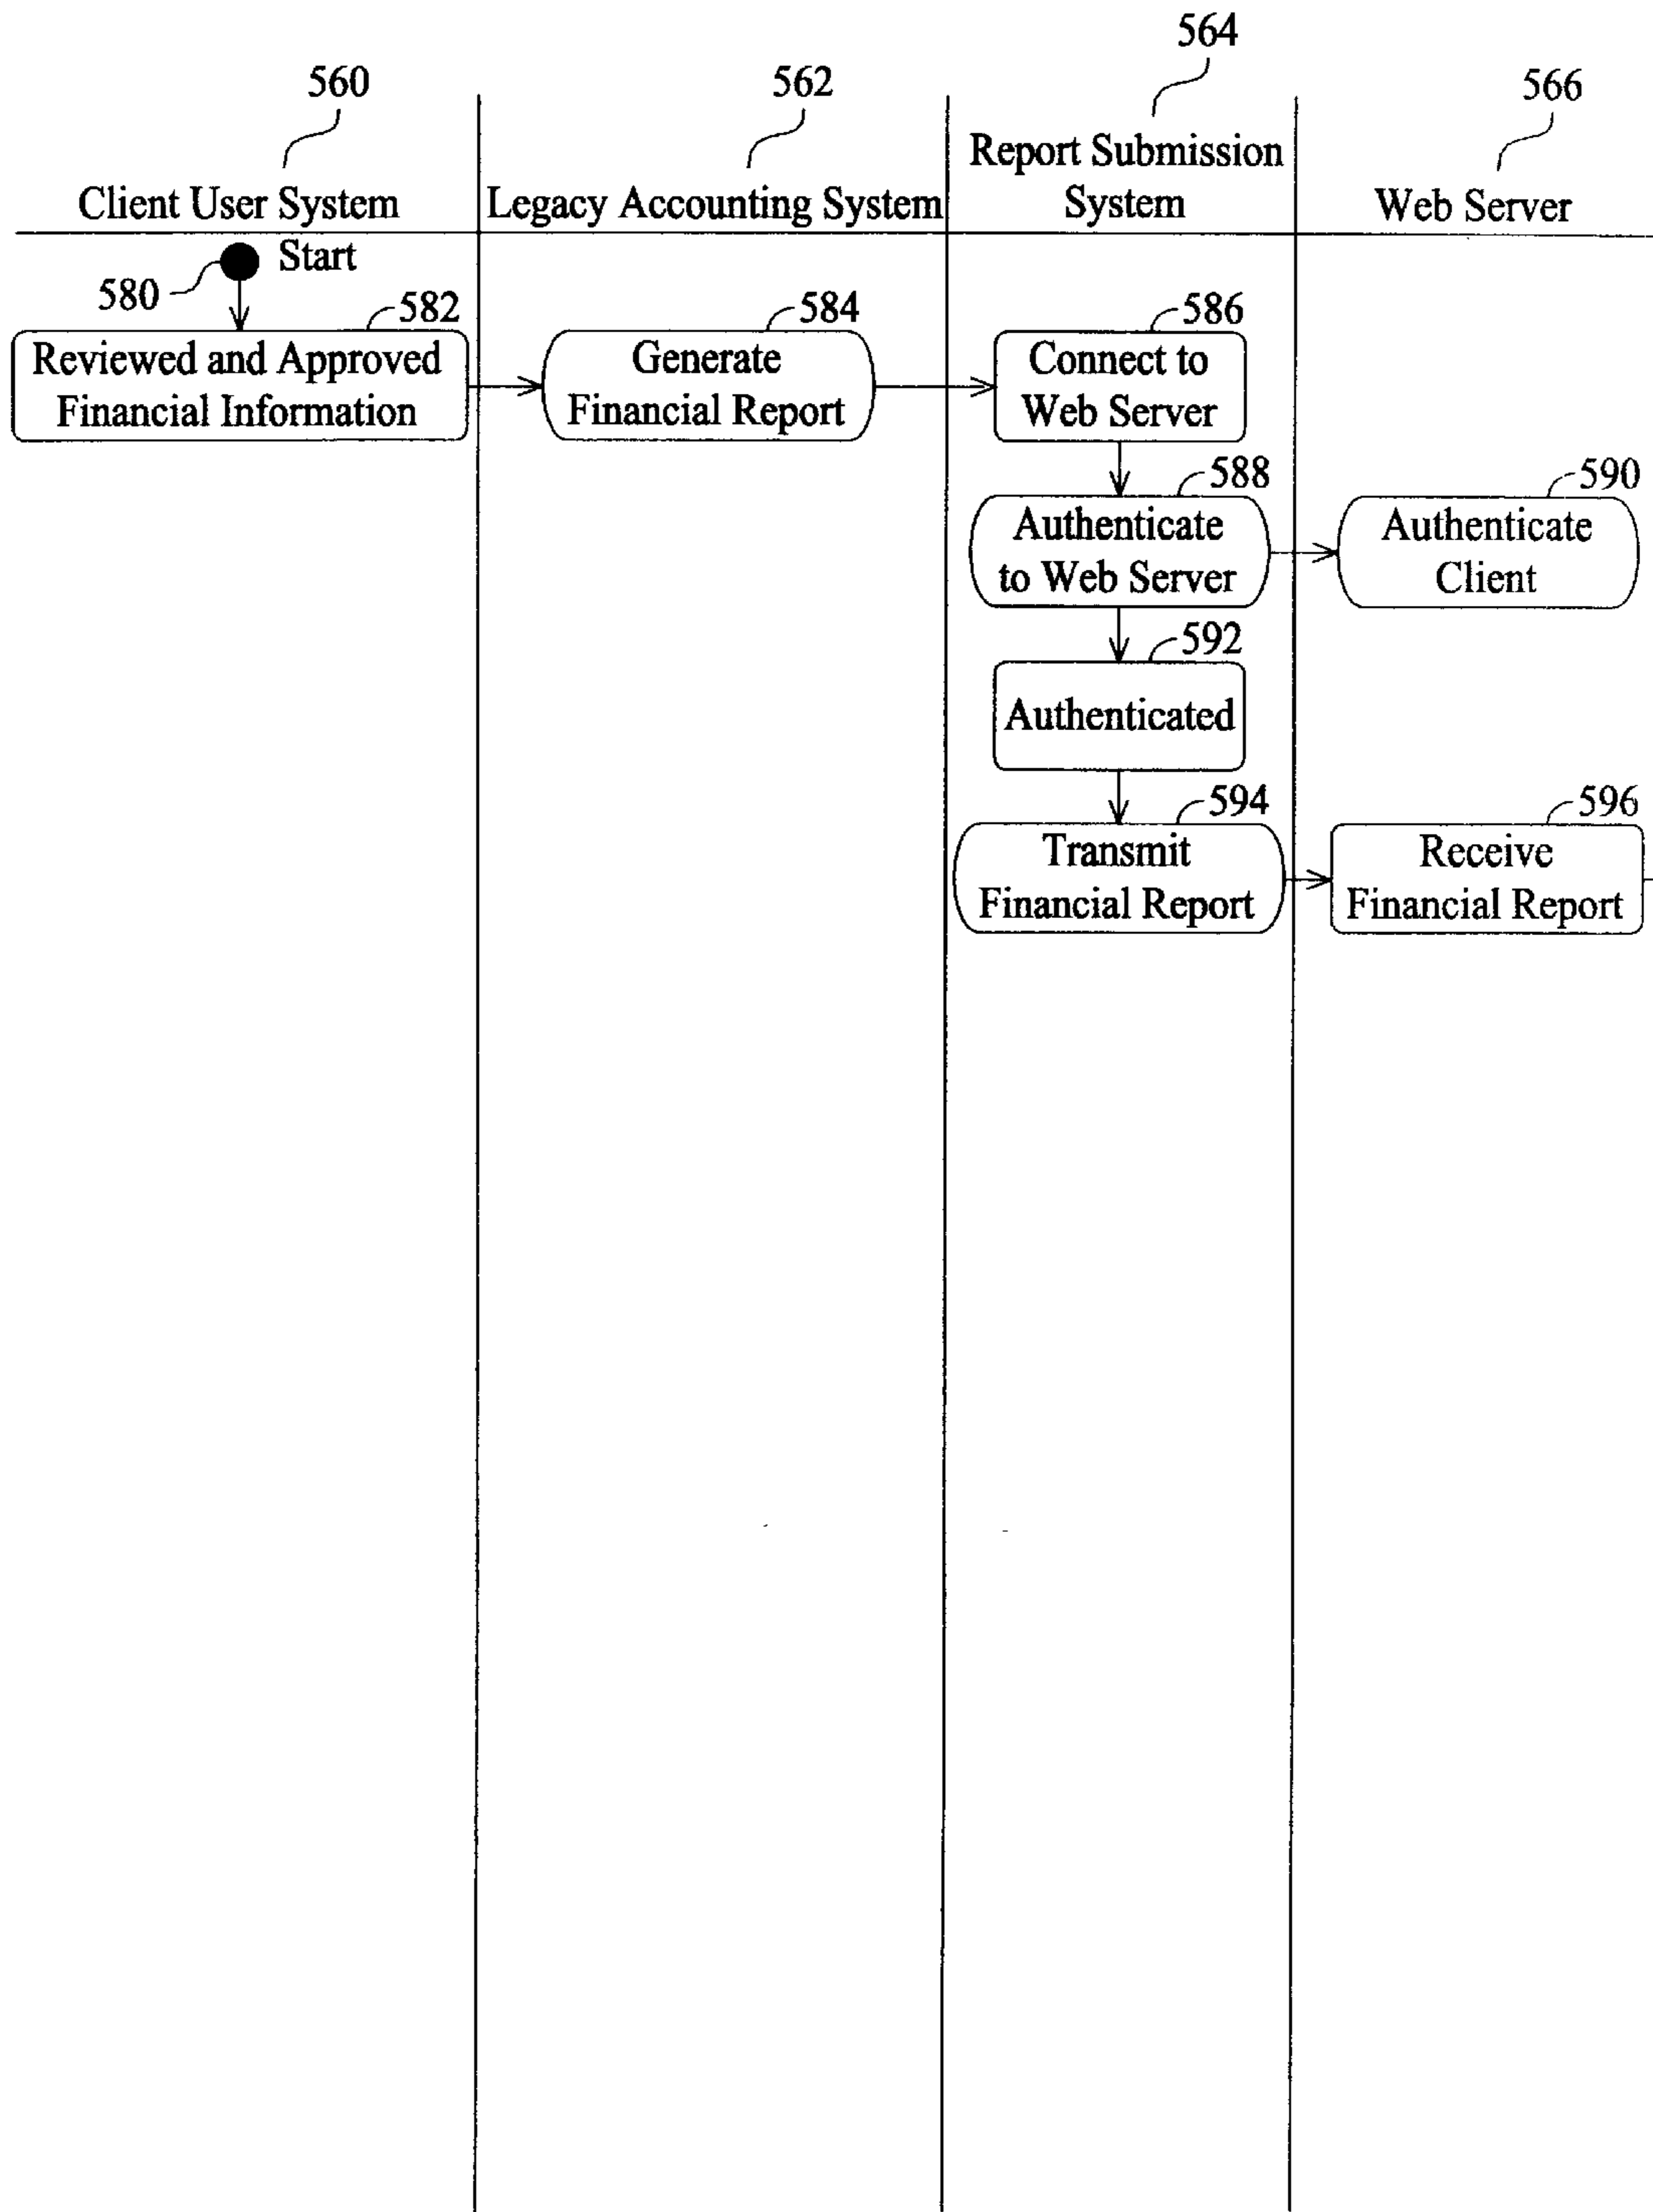 564
560
562
566
Report Submission
Client User System
Legacy Accounting System
System
Web Server
Start
580
582
584
586
Reviewed and Approved
Financial Information
Generate
Financial Report
Connect to
Web Server
588
590
Authenticate
to Web Server
Authenticate
Client
592
Authenticated
594
596
Transmit
Financial Report
Receive
Financial Report